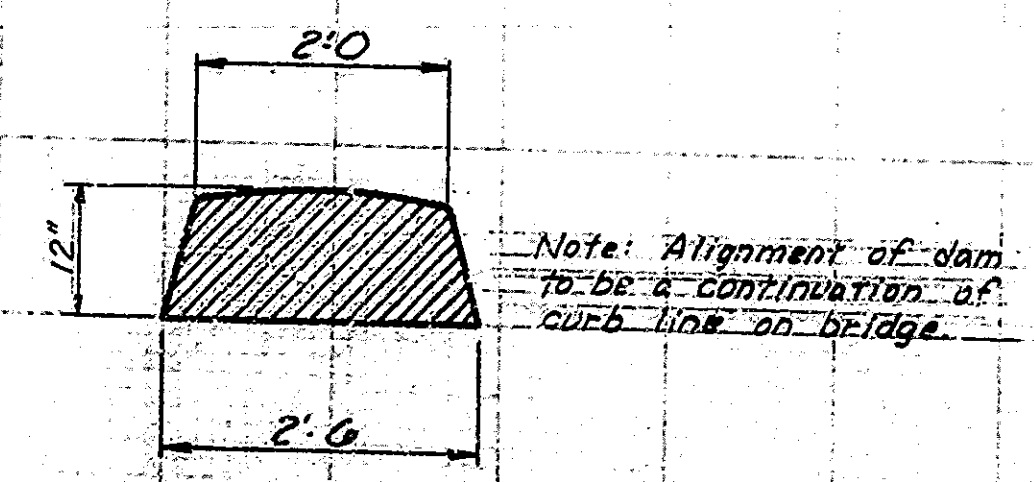 2'-0
12"
Note: Alignment of dam
to be a continuation of
curb line on bridge.
2'-6